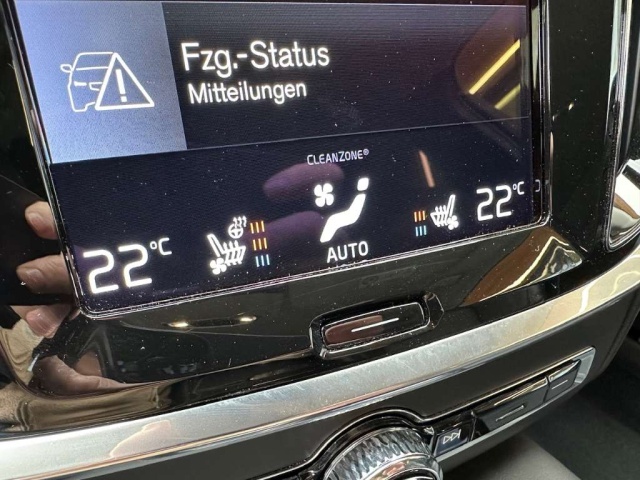 Fzg.-Status
Mitteilungen
CLEANZONE®
22°C
AUTO
22°C